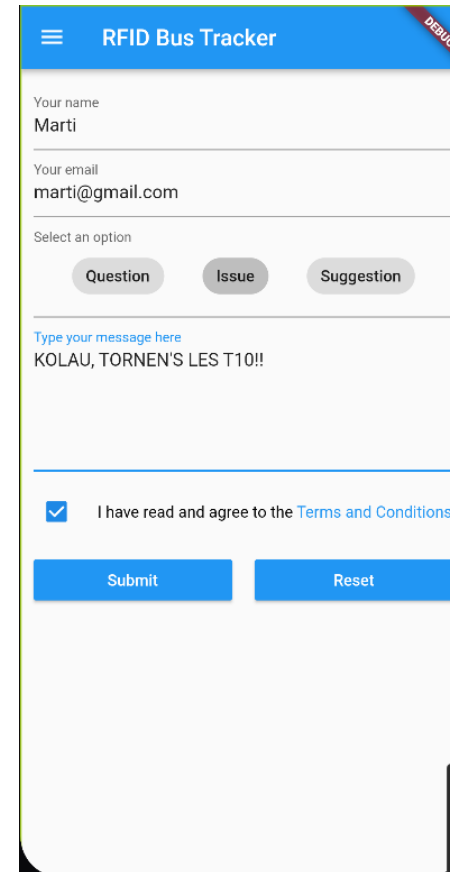 RFID Bus Tracker
Your name
Marti
Your email
marti@gmail.com
Select an option
Question Issue Suggestion
Type your message here
KOLAU, TORNEN'S LES T10!!
I have read and agree to the Terms and Conditions
Submit Reset